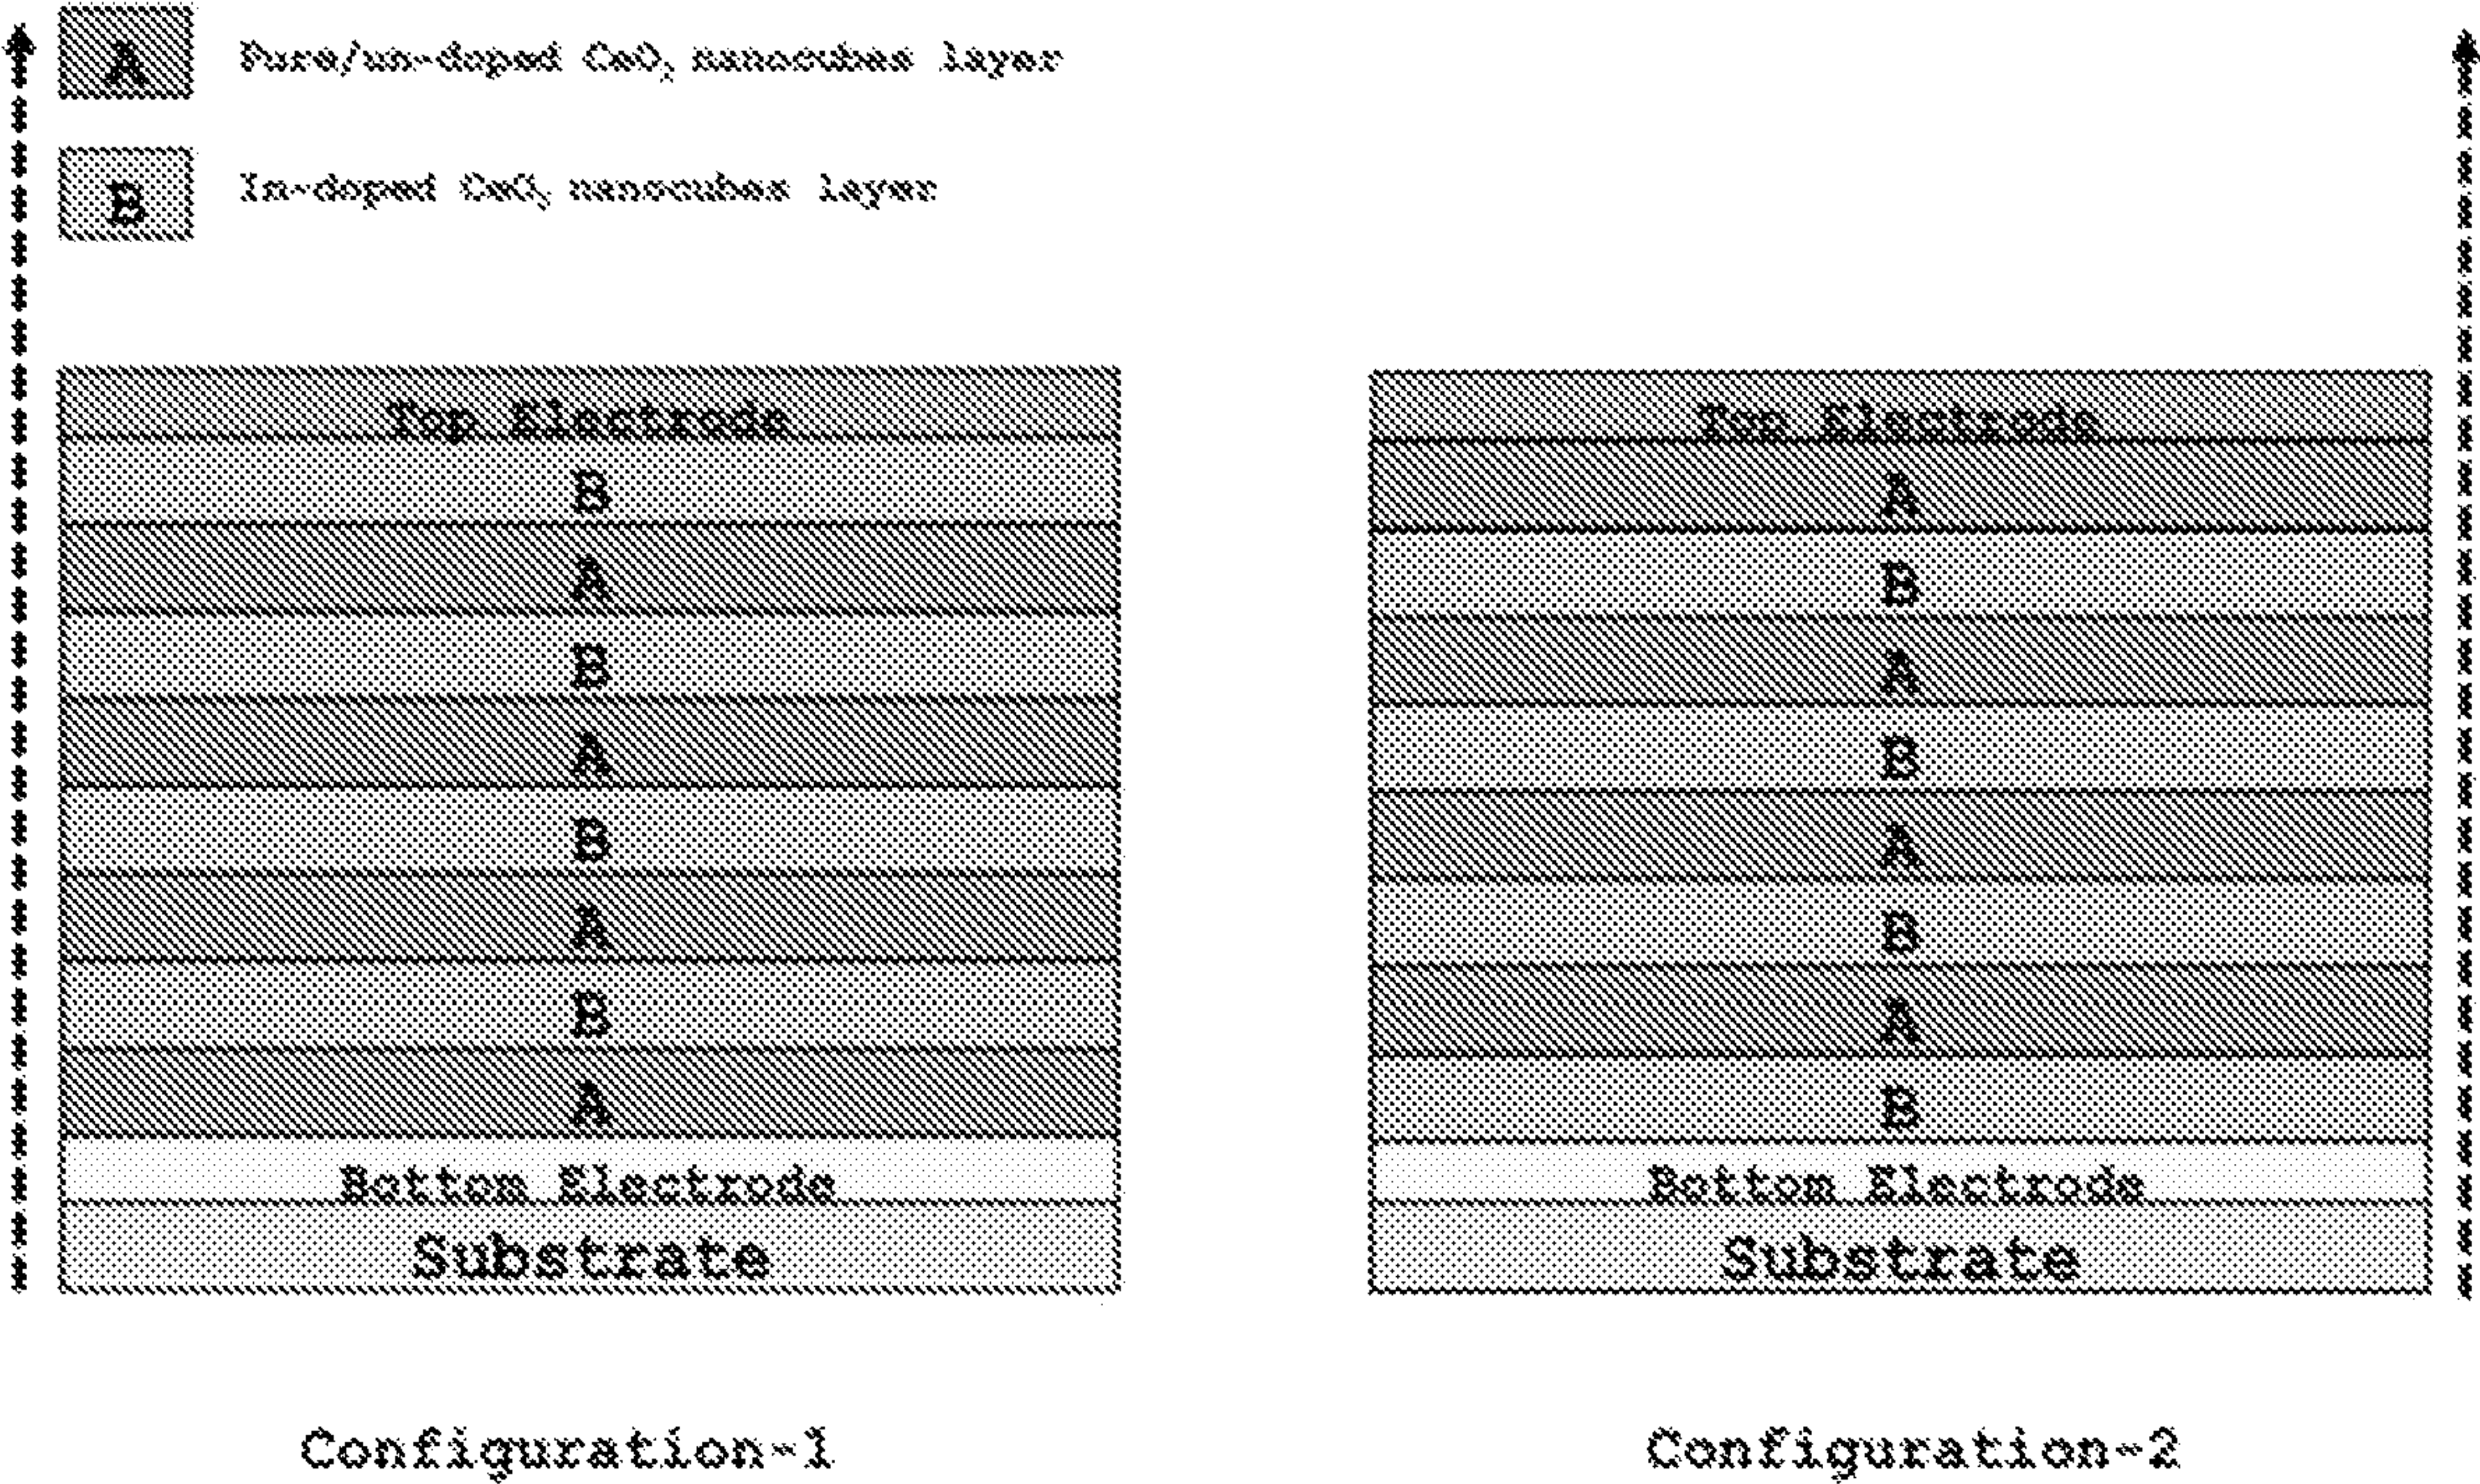 A Pure/un-doped CeO₂ nanocubes layer
B In-doped CeO₂ nanocubes layer
Top Electrode
B
A
B
A
B
A
B
A
Bottom Electrode
Substrate
Configuration-1
Top Electrode
A
B
A
B
A
B
A
B
Bottom Electrode
Substrate
Configuration-2